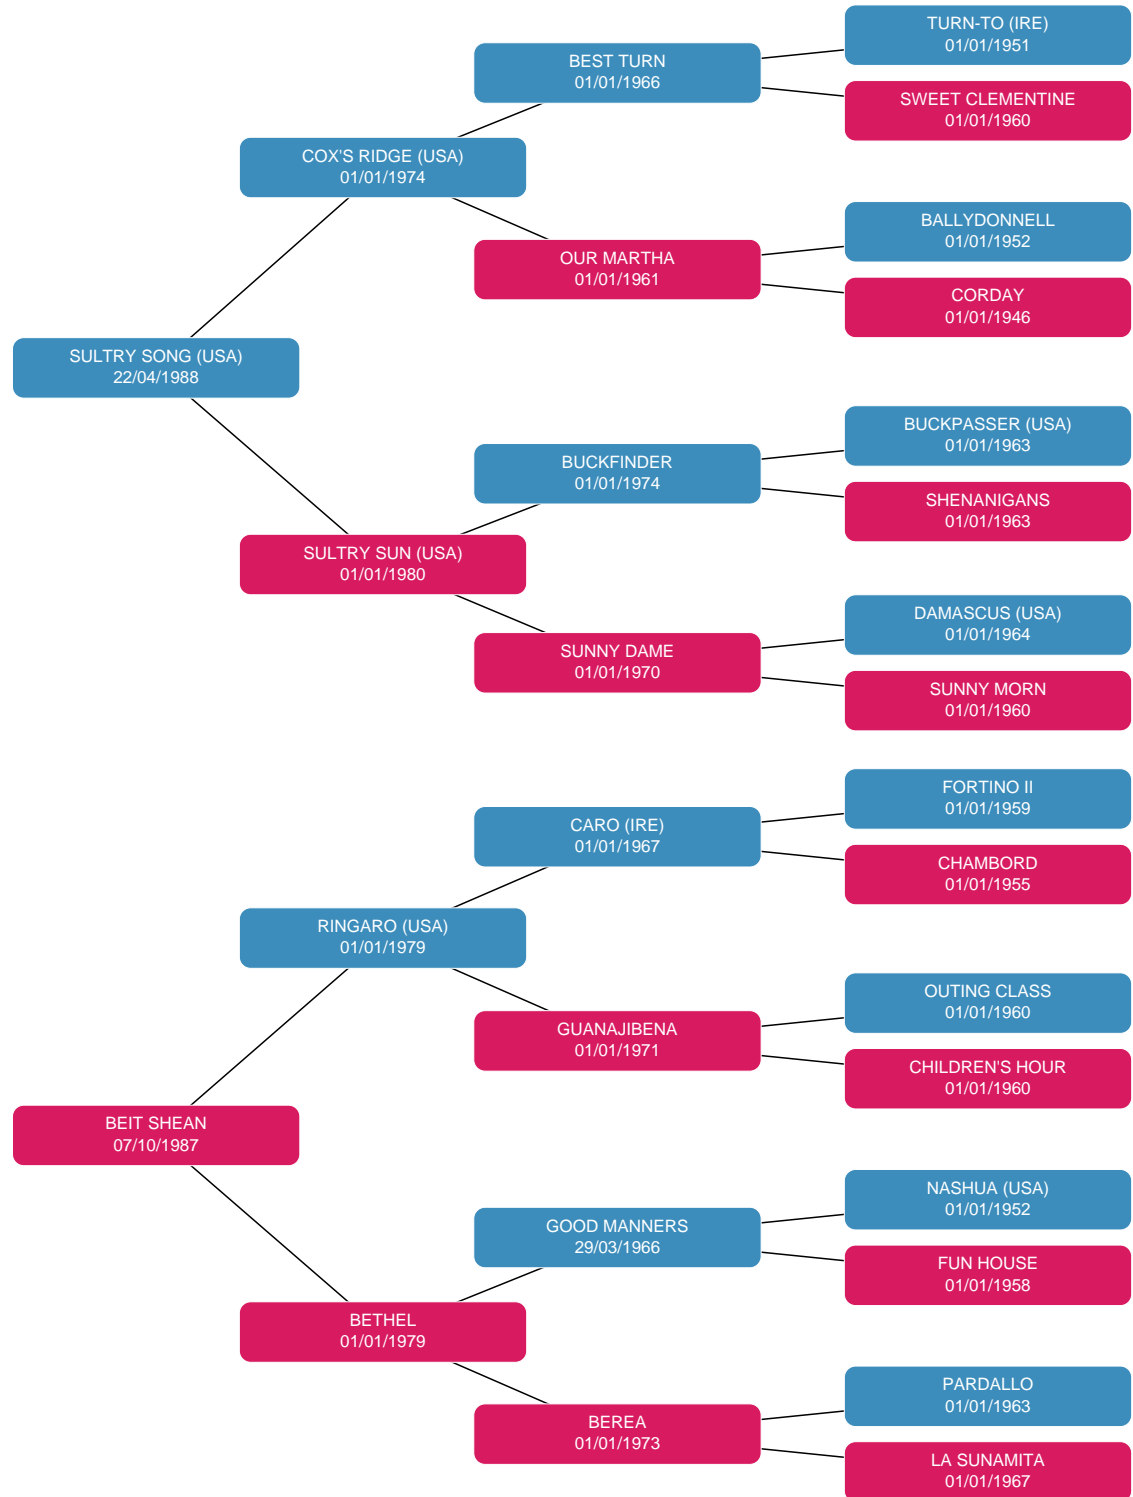 TURN-TO (IRE)
01/01/1951
BEST TURN
01/01/1966
SWEET CLEMENTINE
01/01/1960
COX'S RIDGE (USA)
01/01/1974
BALLYDONNELL
01/01/1952
OUR MARTHA
01/01/1961
CORDAY
01/01/1946
SULTRY SONG (USA)
22/04/1988
BUCKPASSER (USA)
01/01/1963
BUCKFINDER
01/01/1974
SHENANIGANS
01/01/1963
SULTRY SUN (USA)
01/01/1980
DAMASCUS (USA)
01/01/1964
SUNNY DAME
01/01/1970
SUNNY MORN
01/01/1960
FORTINO II
01/01/1959
CARO (IRE)
01/01/1967
CHAMBORD
01/01/1955
RINGARO (USA)
01/01/1979
OUTING CLASS
01/01/1960
GUANAJIBENA
01/01/1971
CHILDREN'S HOUR
01/01/1960
BEIT SHEAN
07/10/1987
NASHUA (USA)
01/01/1952
GOOD MANNERS
29/03/1966
FUN HOUSE
01/01/1958
BETHEL
01/01/1979
PARDALLO
01/01/1963
BEREA
01/01/1973
LA SUNAMITA
01/01/1967